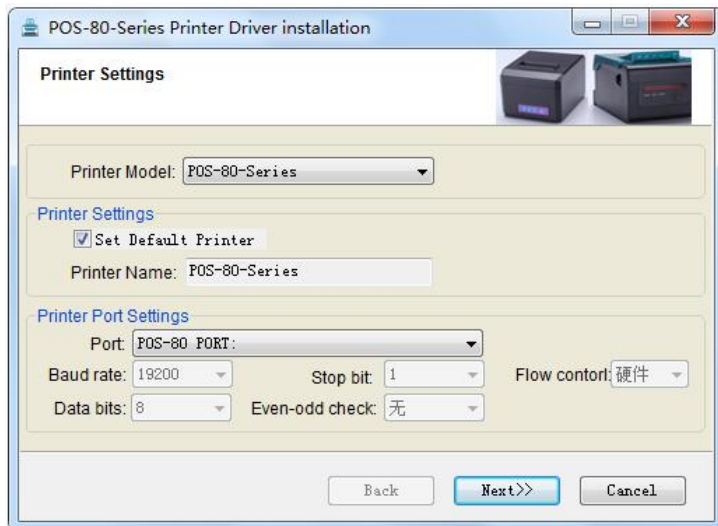 POS-80-Series Printer Driver installation
Printer Settings
Printer Model: POS-80-Series
Printer Settings
Set Default Printer
Printer Name: POS-80-Series
Printer Port Settings
Port: POS-80 PORT:
Baud rate: 19200 Stop bit: 1 Flow contorl: 硬件
Data bits: 8 Even-odd check: 无
Back Next>> Cancel